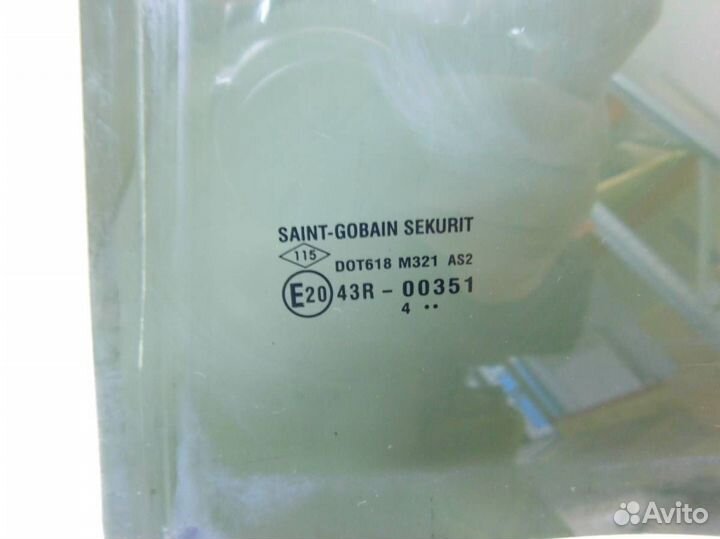 SAINT-GOBAIN SEKURIT
115 DOT618 M321 AS2
E20 43R - 00351
4 ••
Avito